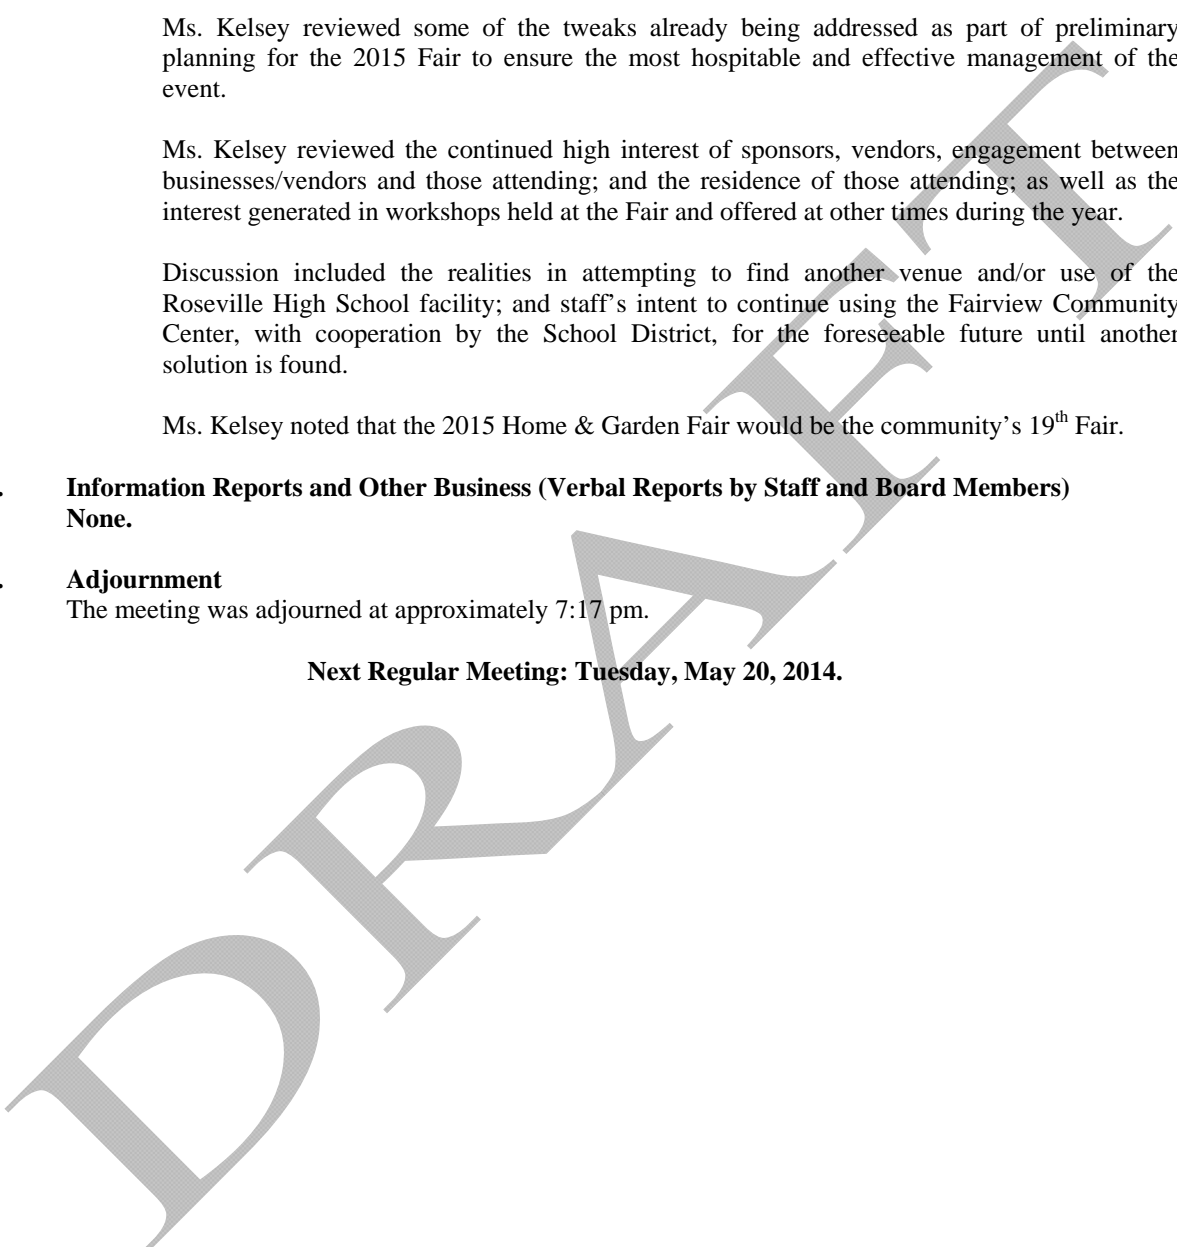 Ms. Kelsey reviewed some of the tweaks already being addressed as part of preliminary
planning for the 2015 Fair to ensure the most hospitable and effective management of the
event.
Ms. Kelsey reviewed the continued high interest of sponsors, vendors, engagement between
businesses/vendors and those attending; and the residence of those attending; as well as the
interest generated in workshops held at the Fair and offered at other times during the year.
Discussion included the realities in attempting to find another venue and/or use of the
Roseville High School facility; and staff’s intent to continue using the Fairview Community
Center, with cooperation by the School District, for the foreseeable future until another
solution is found.
Ms. Kelsey noted that the 2015 Home & Garden Fair would be the community’s 19th Fair.
. Information Reports and Other Business (Verbal Reports by Staff and Board Members)
None.
. Adjournment
The meeting was adjourned at approximately 7:17 pm.
Next Regular Meeting: Tuesday, May 20, 2014.
DRAFT